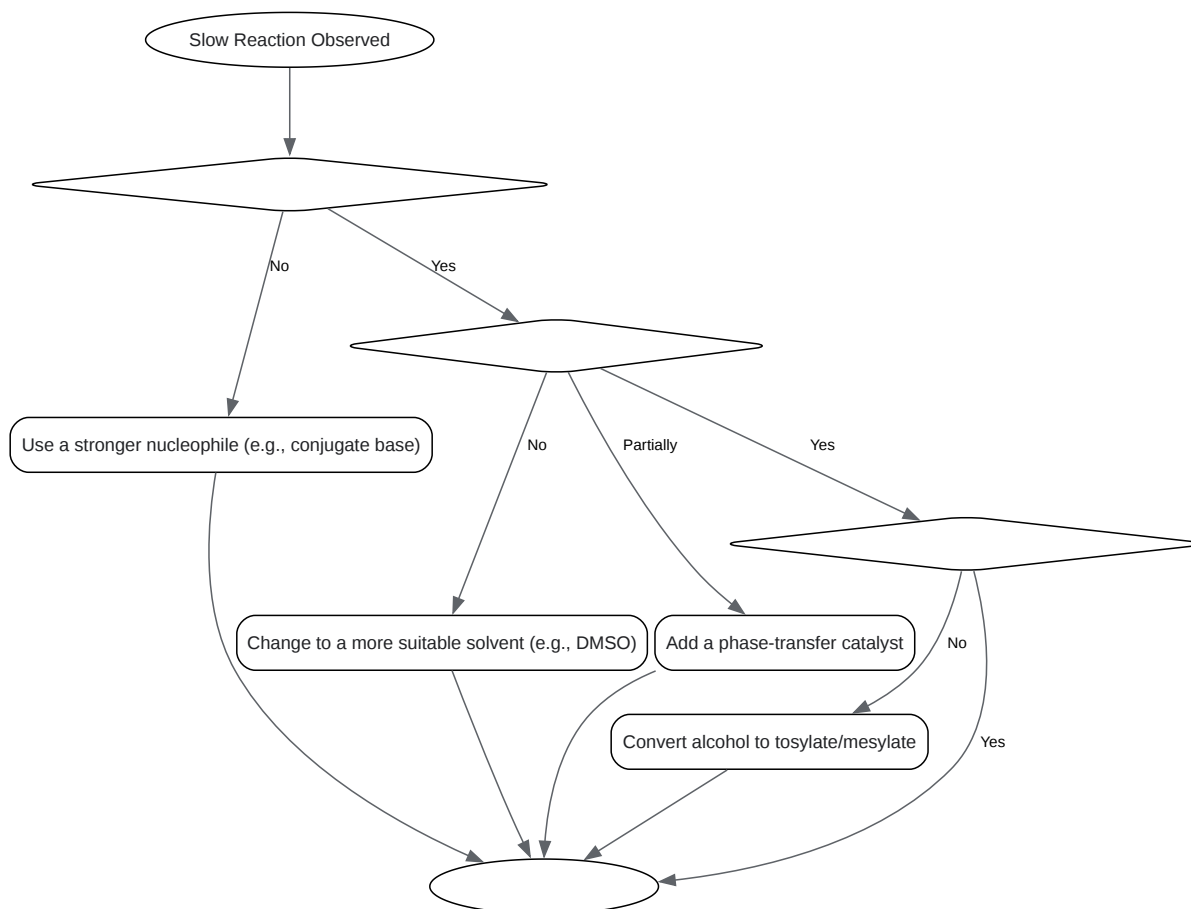 Slow Reaction Observed
No
Yes
Use a stronger nucleophile (e.g., conjugate base)
No
Partially
Yes
Change to a more suitable solvent (e.g., DMSO)
Add a phase-transfer catalyst
No
Convert alcohol to tosylate/mesylate
Yes